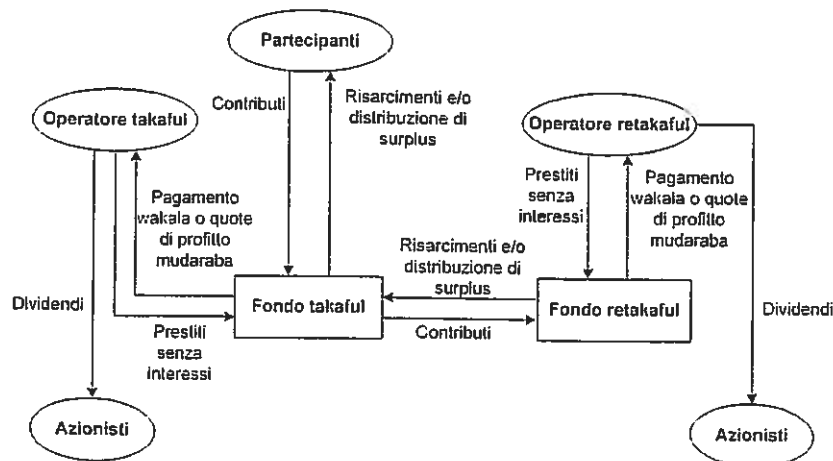 Partecipanti
Contributi
Risarcimenti e/o
distribuzione di
surplus
Operatore takaful
Operatore retakaful
Pagamento
wakala o quote
di profitto
mudaraba
Prestiti
senza
interessi
Pagamento
wakala o quote
di profitto
mudaraba
Risarcimenti e/o
distribuzione di
surplus
Dividendi
Fondo takaful
Fondo retakaful
Dividendi
Prestiti
senza
interessi
Contributi
Azionisti
Azionisti